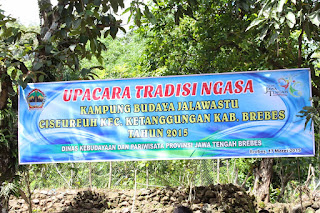 UPACARA TRADISI NGASA
KAMPUNG BUDAYA JALAWASTU
CISEUREUH KEC. KETANGGUNGAN KAB. BREBES
TAHUN 2015
DINAS KEBUDAYAAN DAN PARIWISATA PROVINSI JAWA TENGAH BREBES